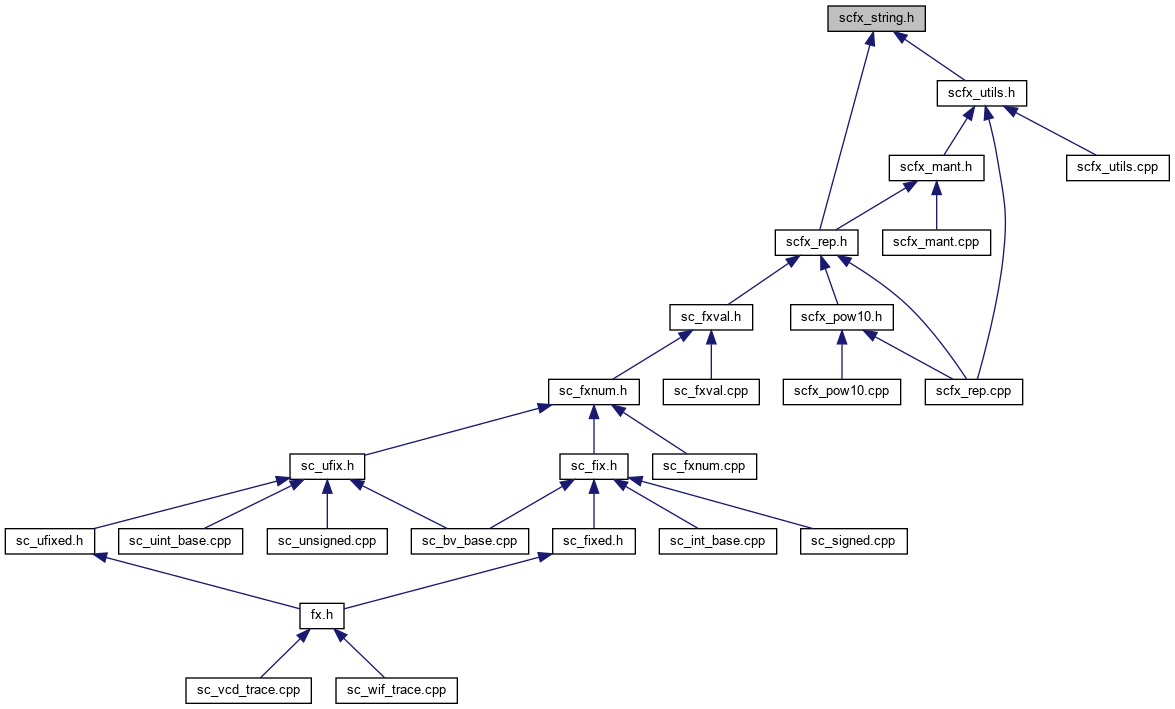 scfx_string.h
scfx_utils.h
scfx_mant.h
scfx_utils.cpp
scfx_rep.h
scfx_mant.cpp
sc_fxval.h
scfx_pow10.h
sc_fxnum.h
sc_fxval.cpp
scfx_pow10.cpp
scfx_rep.cpp
sc_ufix.h
sc_fix.h
sc_fxnum.cpp
sc_ufixed.h
sc_uint_base.cpp
sc_unsigned.cpp
sc_bv_base.cpp
sc_fixed.h
sc_int_base.cpp
sc_signed.cpp
fx.h
sc_vcd_trace.cpp
sc_wif_trace.cpp